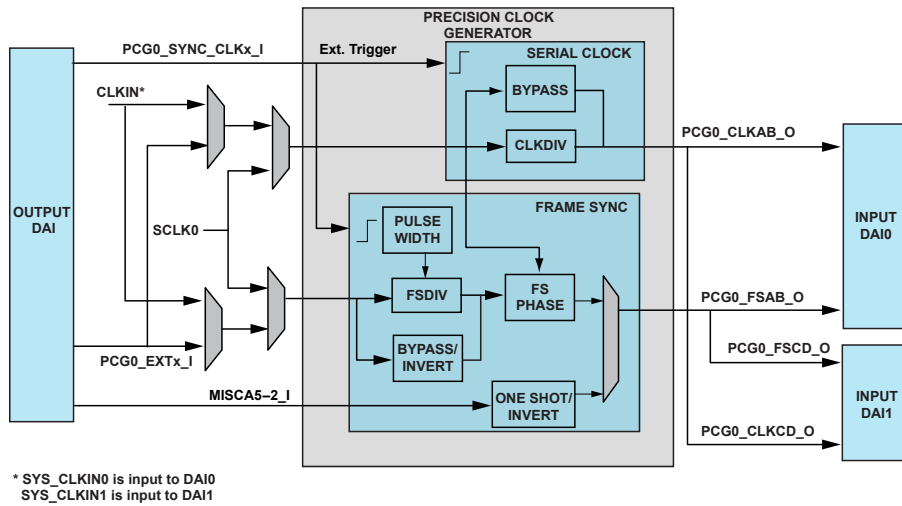 PRECISION CLOCK
GENERATOR
PCG0_SYNC_CLKx_I
Ext. Trigger
SERIAL CLOCK
CLKIN*
BYPASS
CLKDIV
PCG0_CLKAB_O
OUTPUT
DAI
SCLK0
FRAME SYNC
PULSE
WIDTH
INPUT
DAI0
FSDIV
FS
PHASE
PCG0_FSAB_O
BYPASS/
INVERT
PCG0_EXTx_I
PCG0_FSCD_O
MISCA5–2_I
ONE SHOT/
INVERT
INPUT
DAI1
PCG0_CLKCD_O
* SYS_CLKIN0 is input to DAI0
SYS_CLKIN1 is input to DAI1